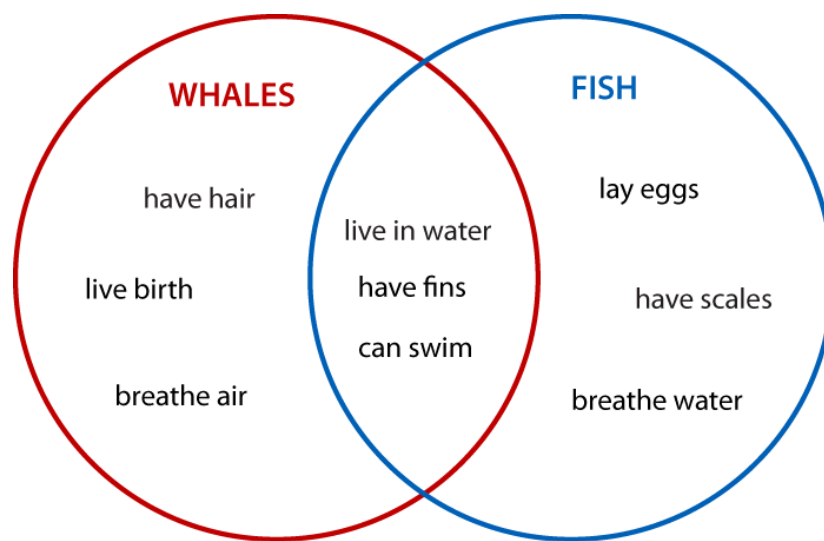 WHALES
have hair
live birth
breathe air
live in water
have fins
can swim
FISH
lay eggs
have scales
breathe water